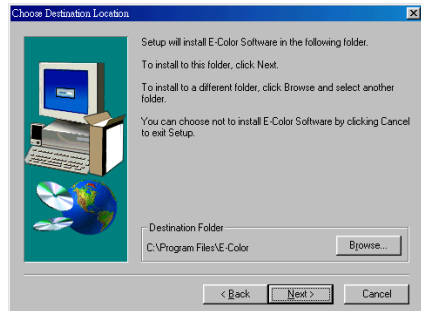 Choose Destination Location
Setup will install E-Color Software in the following folder.
To install to this folder, click Next.
To install to a different folder, click Browse and select another
folder.
You can choose not to install E-Color Software by clicking Cancel
to exit Setup.
Destination Folder
C:\Program Files\E-Color
Browse...
< Back
Next >
Cancel